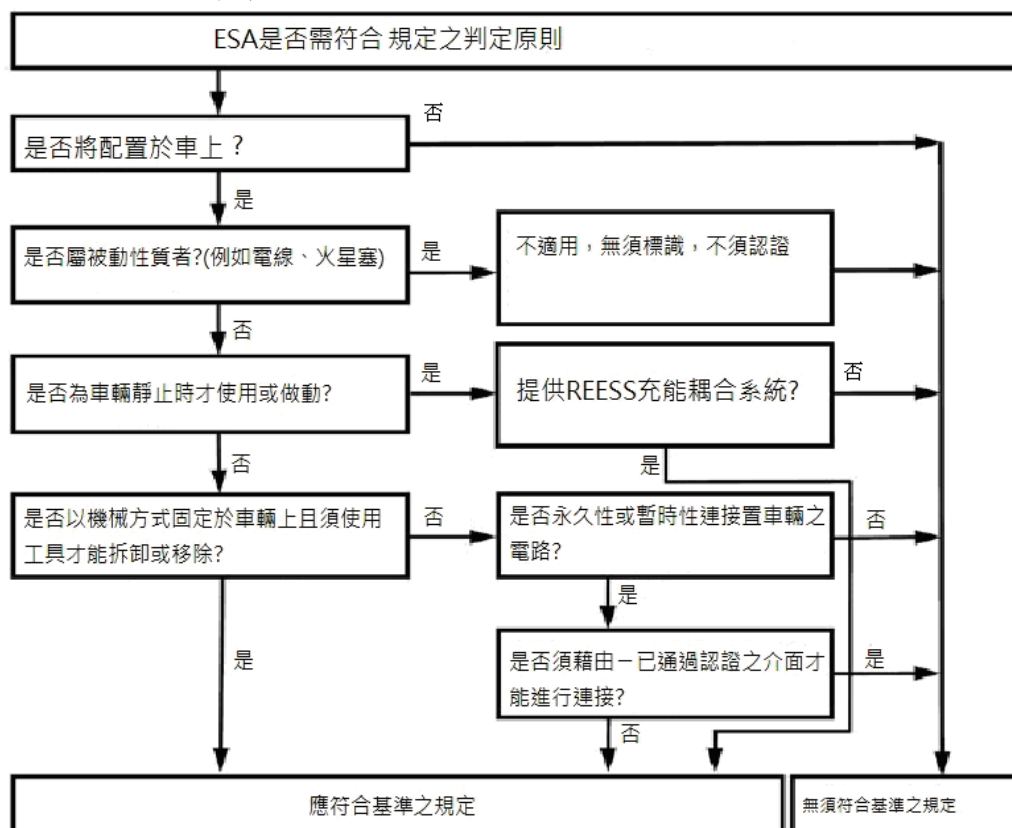 ESA是否需符合 規定之判定原則
否
是否將配置於車上？
是
是否屬被動性質者?(例如電線、火星塞)
是
不適用，無須標識，不須認證
否
是否為車輛靜止時才使用或做動?
是
提供REESS充能耦合系統?
否
否
是
是否以機械方式固定於車輛上且須使用
工具才能拆卸或移除?
否
是否永久性或暫時性連接置車輛之
電路?
否
是
是
是否須藉由－已通過認證之介面才
能進行連接?
是
否
應符合基準之規定
無須符合基準之規定